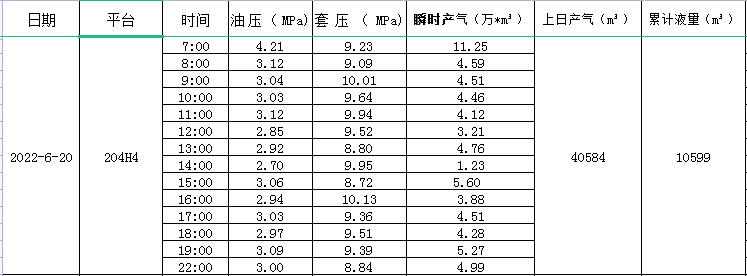 日期 平台 时间 油压（MPa） 套压（MPa） 瞬时产气（万*m³） 上日产气（m³） 累计液量（m³）
7:00 4.21 9.23 11.25
8:00 3.12 9.09 4.59
9:00 3.04 10.01 4.51
10:00 3.03 9.64 4.46
11:00 3.12 9.94 4.12
12:00 2.85 9.52 3.21
13:00 2.92 8.80 4.76
2022-6-20 204H4 14:00 2.70 9.95 1.23 40584 10599
15:00 3.06 8.72 5.60
16:00 2.94 10.13 3.88
17:00 3.03 9.36 4.51
18:00 2.97 9.51 4.28
19:00 3.09 9.39 5.27
22:00 3.00 8.84 4.99